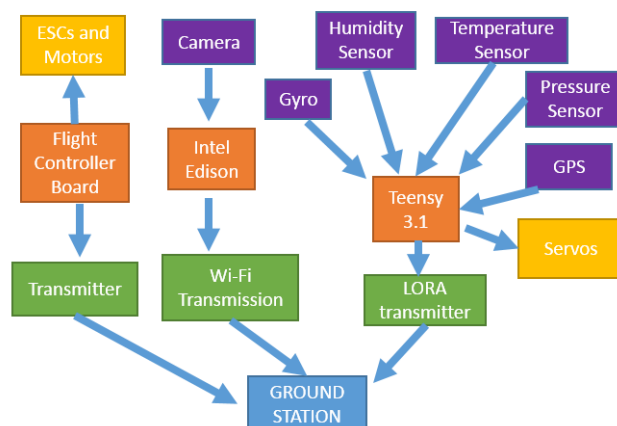 ESCs and
Motors
Camera
Humidity
Sensor
Temperature
Sensor
Gyro
Pressure
Sensor
Flight
Controller
Board
Intel
Edison
GPS
Teensy
3.1
Servos
Transmitter
Wi-Fi
Transmission
LORA
transmitter
GROUND
STATION